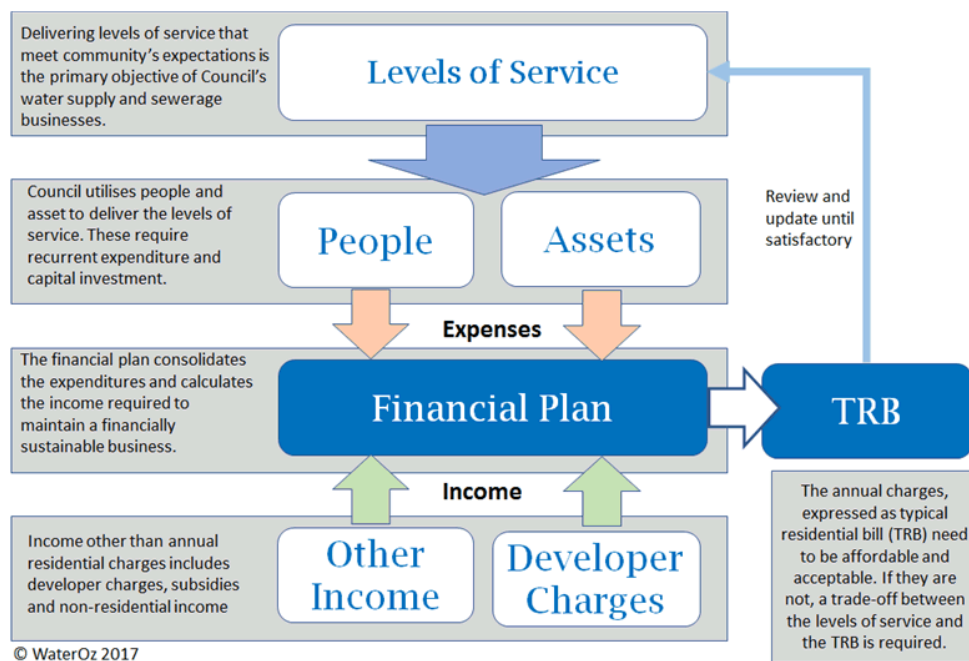 Delivering levels of service that
meet community's expectations is
the primary objective of Council's
water supply and sewerage
businesses.
Levels of Service
Council utilises people and
asset to deliver the levels of
service. These require
recurrent expenditure and
capital investment.
People
Assets
Review and
update until
satisfactory
Expenses
The financial plan consolidates
the expenditures and calculates
the income required to
maintain a financially
sustainable business.
Financial Plan
TRB
Income
Income other than annual
residential charges includes
developer charges, subsidies
and non-residential income
Other
Income
Developer
Charges
The annual charges,
expressed as typical
residential bill (TRB) need
to be affordable and
acceptable. If they are
not, a trade-off between
the levels of service and
the TRB is required.
© WaterOz 2017